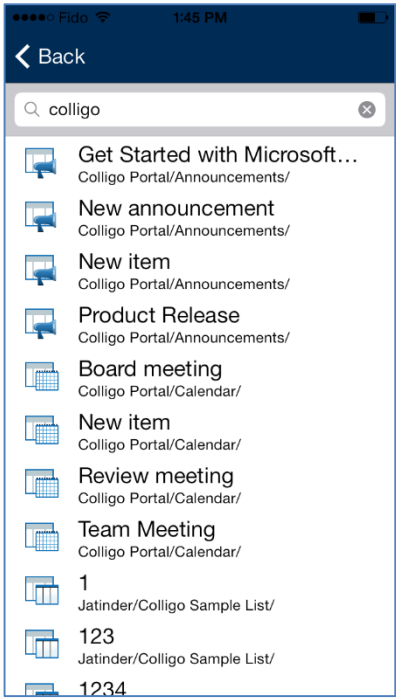 Fido 1:45 PM
Back
colligo
Get Started with Microsoft...
Colligo Portal/Announcements/
New announcement
Colligo Portal/Announcements/
New item
Colligo Portal/Announcements/
Product Release
Colligo Portal/Announcements/
Board meeting
Colligo Portal/Calendar/
New item
Colligo Portal/Calendar/
Review meeting
Colligo Portal/Calendar/
Team Meeting
Colligo Portal/Calendar/
1
Jatinder/Colligo Sample List/
123
Jatinder/Colligo Sample List/
1234